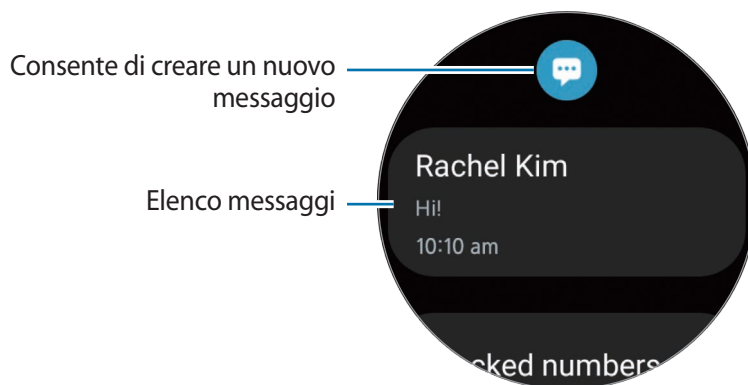 Consente di creare un nuovo
messaggio
Rachel Kim
Elenco messaggi
Hi!
10:10 am
cked numbers